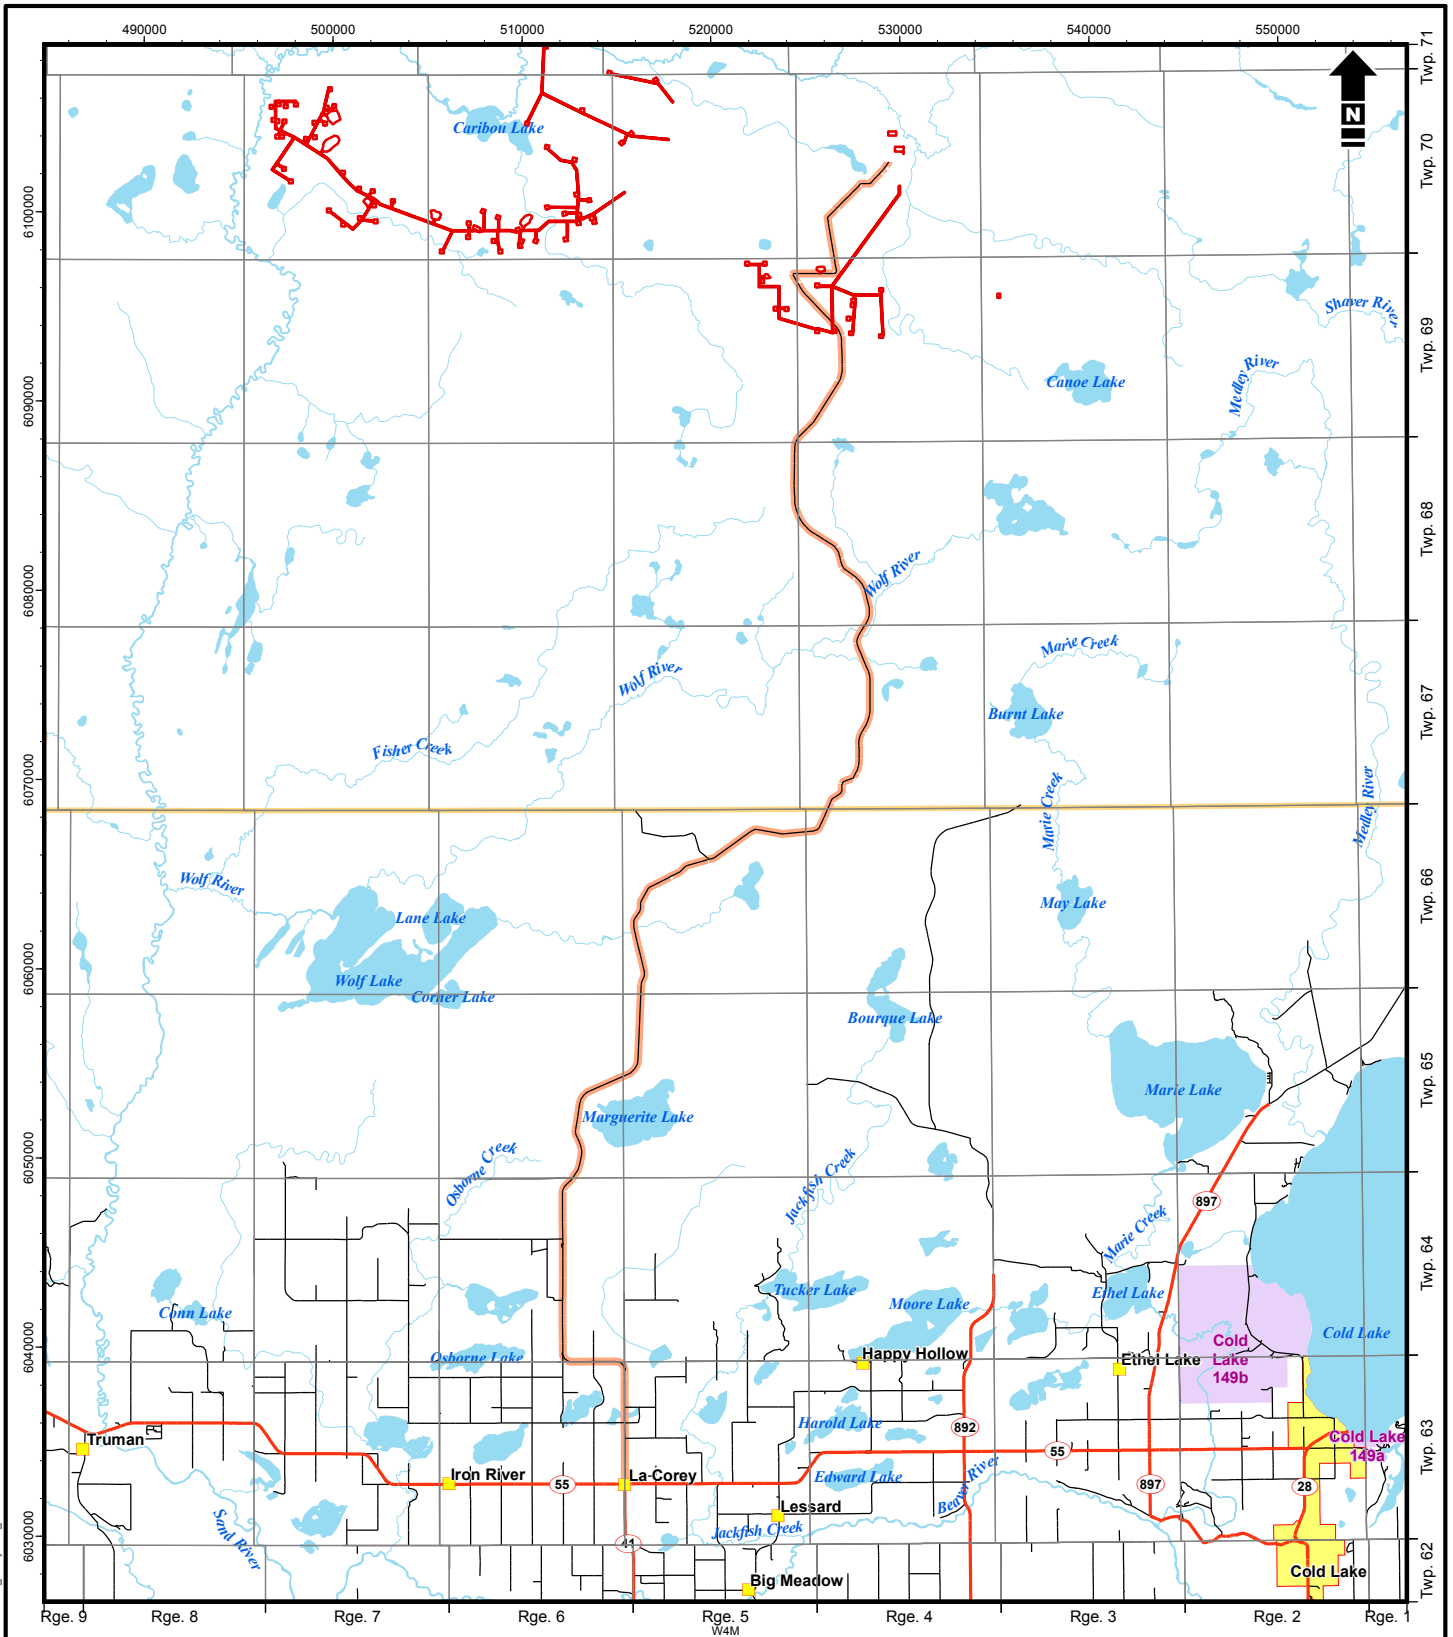 490000 500000 510000 520000 530000 540000 550000
Twp. 71
N
Caribou Lake
Twp. 70
6100000
Shaver River
Twp. 69
Medley River
Canoe Lake
6090000
Twp. 68
Wolf River
6080000
Marie Creek
Wolf River
Burnt Lake
Twp. 67
Fisher Creek
6070000
Marie Creek
Medley River
Wolf River
Twp. 66
Lane Lake
May Lake
Wolf Lake
6060000
Corner Lake
Bourque Lake
Twp. 65
Marie Lake
Marguerite Lake
6050000
Osborne Creek
Jackfish Creek
897
Marie Creek
Twp. 64
Tucker Lake
Ethel Lake
Moore Lake
Conn Lake
Cold Lake
6040000
Cold
Lake
149b
Osborne Lake
Happy Hollow
Ethel Lake
Harold Lake
892
Cold Lake
149a
Twp. 63
Truman
55
Iron River
La Corey
Edward Lake
55
897
28
Beaver River
Lessard
Jackfish Creek
6030000
Sand River
41
Cold Lake
Big Meadow
Twp. 62
Rge. 9 Rge. 8 Rge. 7 Rge. 6 Rge. 5 Rge. 4 Rge. 3 Rge. 2 Rge. 1
W4M